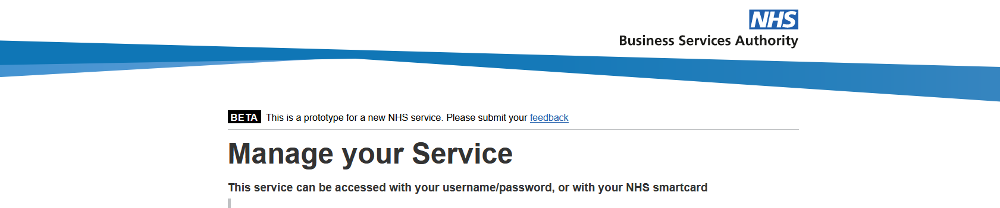 NHS
Business Services Authority
BETA This is a prototype for a new NHS service. Please submit your feedback
Manage your Service
This service can be accessed with your username/password, or with your NHS smartcard